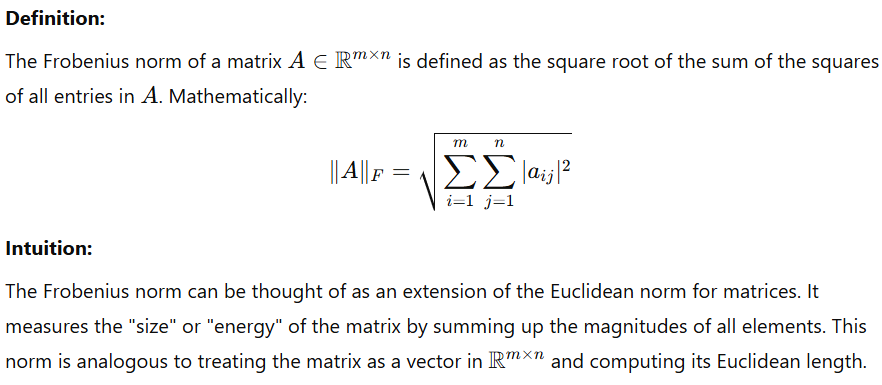 Definition:
The Frobenius norm of a matrix A ∈ ℝ^{m×n} is defined as the square root of the sum of the squares
of all entries in A. Mathematically:
‖A‖_F = √(∑_{i=1}^{m} ∑_{j=1}^{n} |a_{ij}|²)
Intuition:
The Frobenius norm can be thought of as an extension of the Euclidean norm for matrices. It
measures the "size" or "energy" of the matrix by summing up the magnitudes of all elements. This
norm is analogous to treating the matrix as a vector in ℝ^{m×n} and computing its Euclidean length.